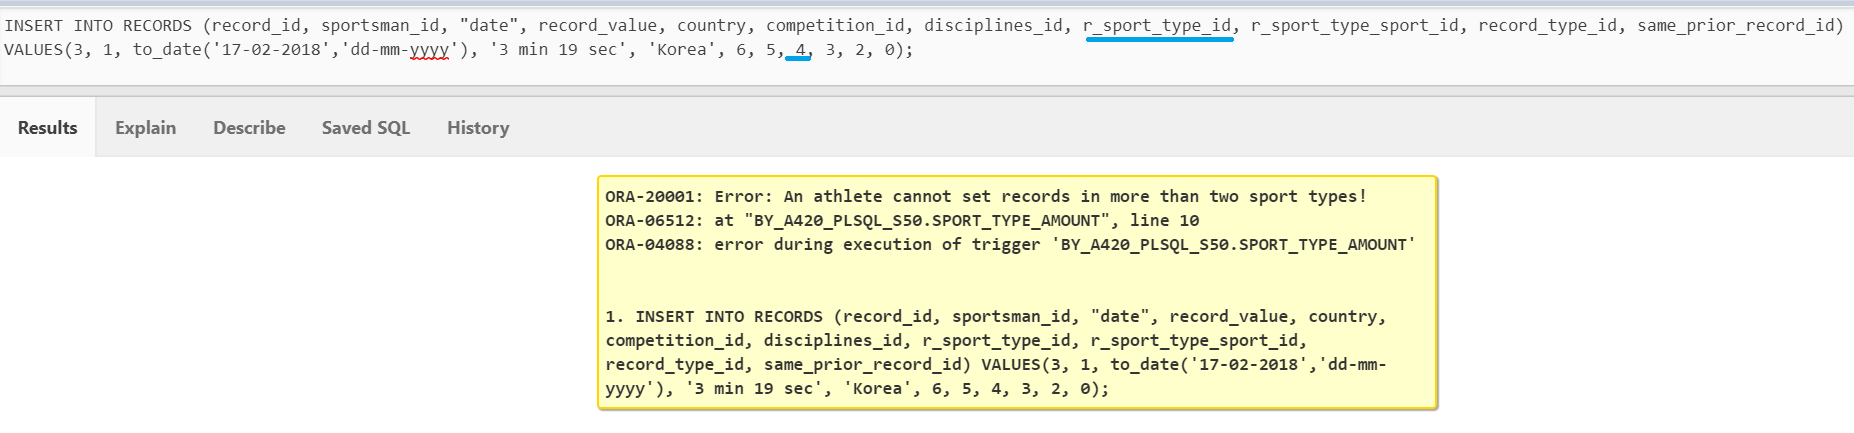 INSERT INTO RECORDS (record_id, sportsman_id, "date", record_value, country, competition_id, disciplines_id, r_sport_type_id, r_sport_type_sport_id, record_type_id, same_prior_record_id)
VALUES(3, 1, to_date('17-02-2018','dd-mm-yyyy'), '3 min 19 sec', 'Korea', 6, 5, 4, 3, 2, 0);
Results Explain Describe Saved SQL History
ORA-20001: Error: An athlete cannot set records in more than two sport types!
ORA-06512: at "BY_A420_PLSQL_S50.SPORT_TYPE_AMOUNT", line 10
ORA-04088: error during execution of trigger 'BY_A420_PLSQL_S50.SPORT_TYPE_AMOUNT'
1. INSERT INTO RECORDS (record_id, sportsman_id, "date", record_value, country,
competition_id, disciplines_id, r_sport_type_id, r_sport_type_sport_id,
record_type_id, same_prior_record_id) VALUES(3, 1, to_date('17-02-2018','dd-mm-
yyyy'), '3 min 19 sec', 'Korea', 6, 5, 4, 3, 2, 0);